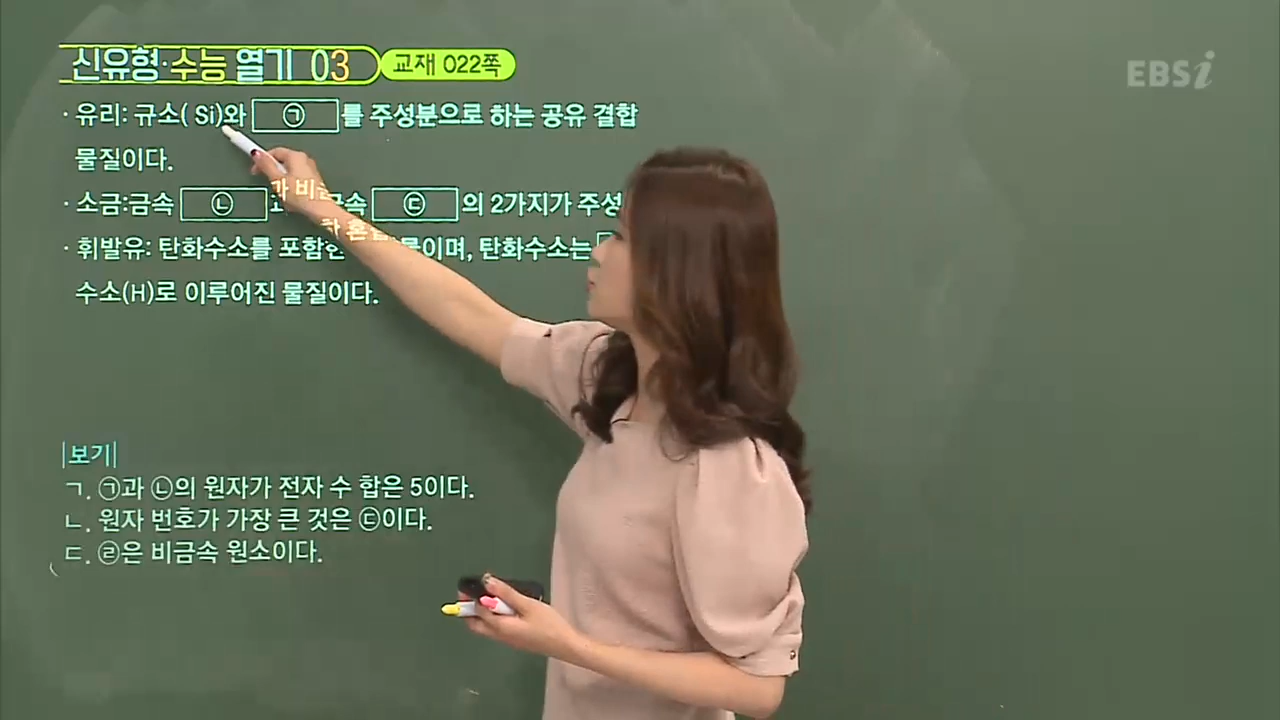 신유형·수능 열기 03 교재 022쪽
EBSi
· 유리: 규소( Si)와 ㉠ 를 주성분으로 하는 공유 결합
물질이다.
· 소금:금속 ㉡ 금속 ㉢ 의 2가지가 주성
· 휘발유: 탄화수소를 포함한 이며, 탄화수소는
수소(H)로 이루어진 물질이다.
|보기|
ㄱ. ㉠과 ㉡의 원자가 전자 수 합은 5이다.
ㄴ. 원자 번호가 가장 큰 것은 ㉢이다.
ㄷ. ㉣은 비금속 원소이다.